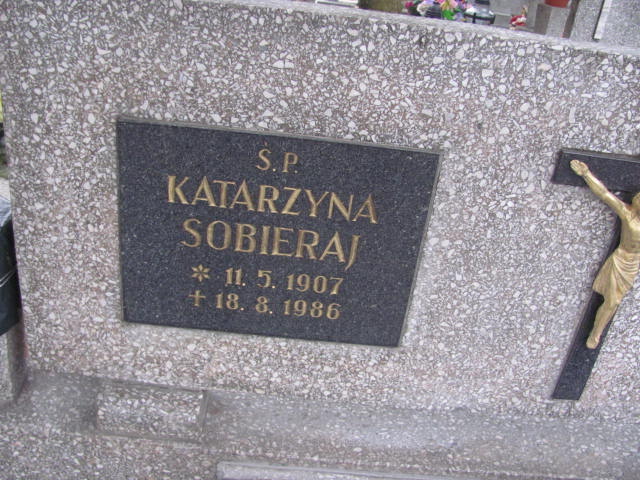 Ś.P.
KATARZYNA
SOBIERAJ
* 11. 5. 1907
+ 18. 8. 1986